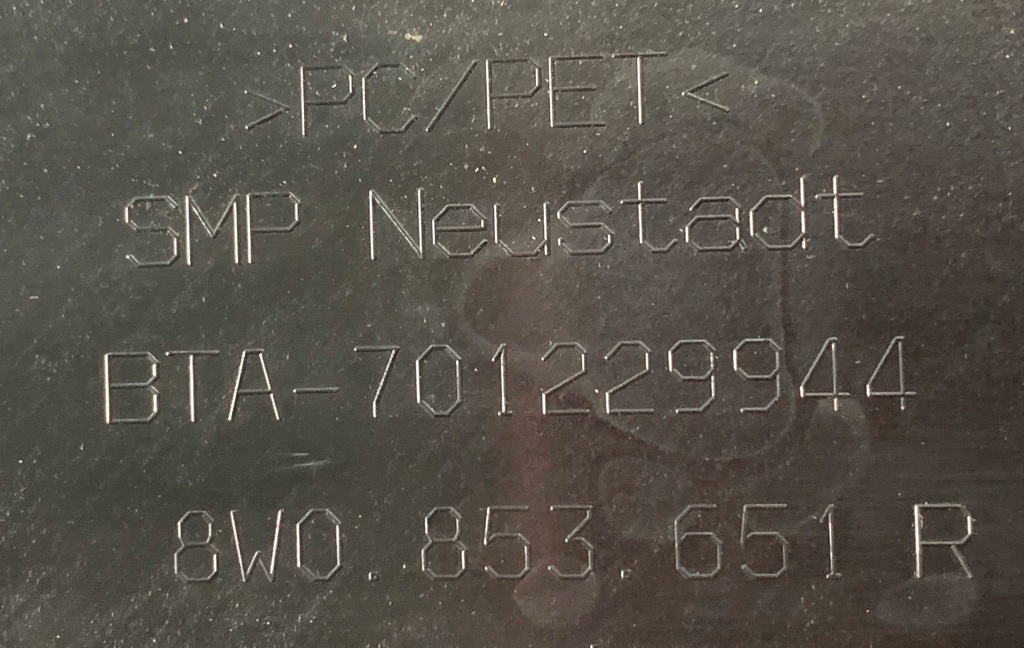 >PC/PET<
SMP Neustadt
BTA-701229944
8W0.853.651 R